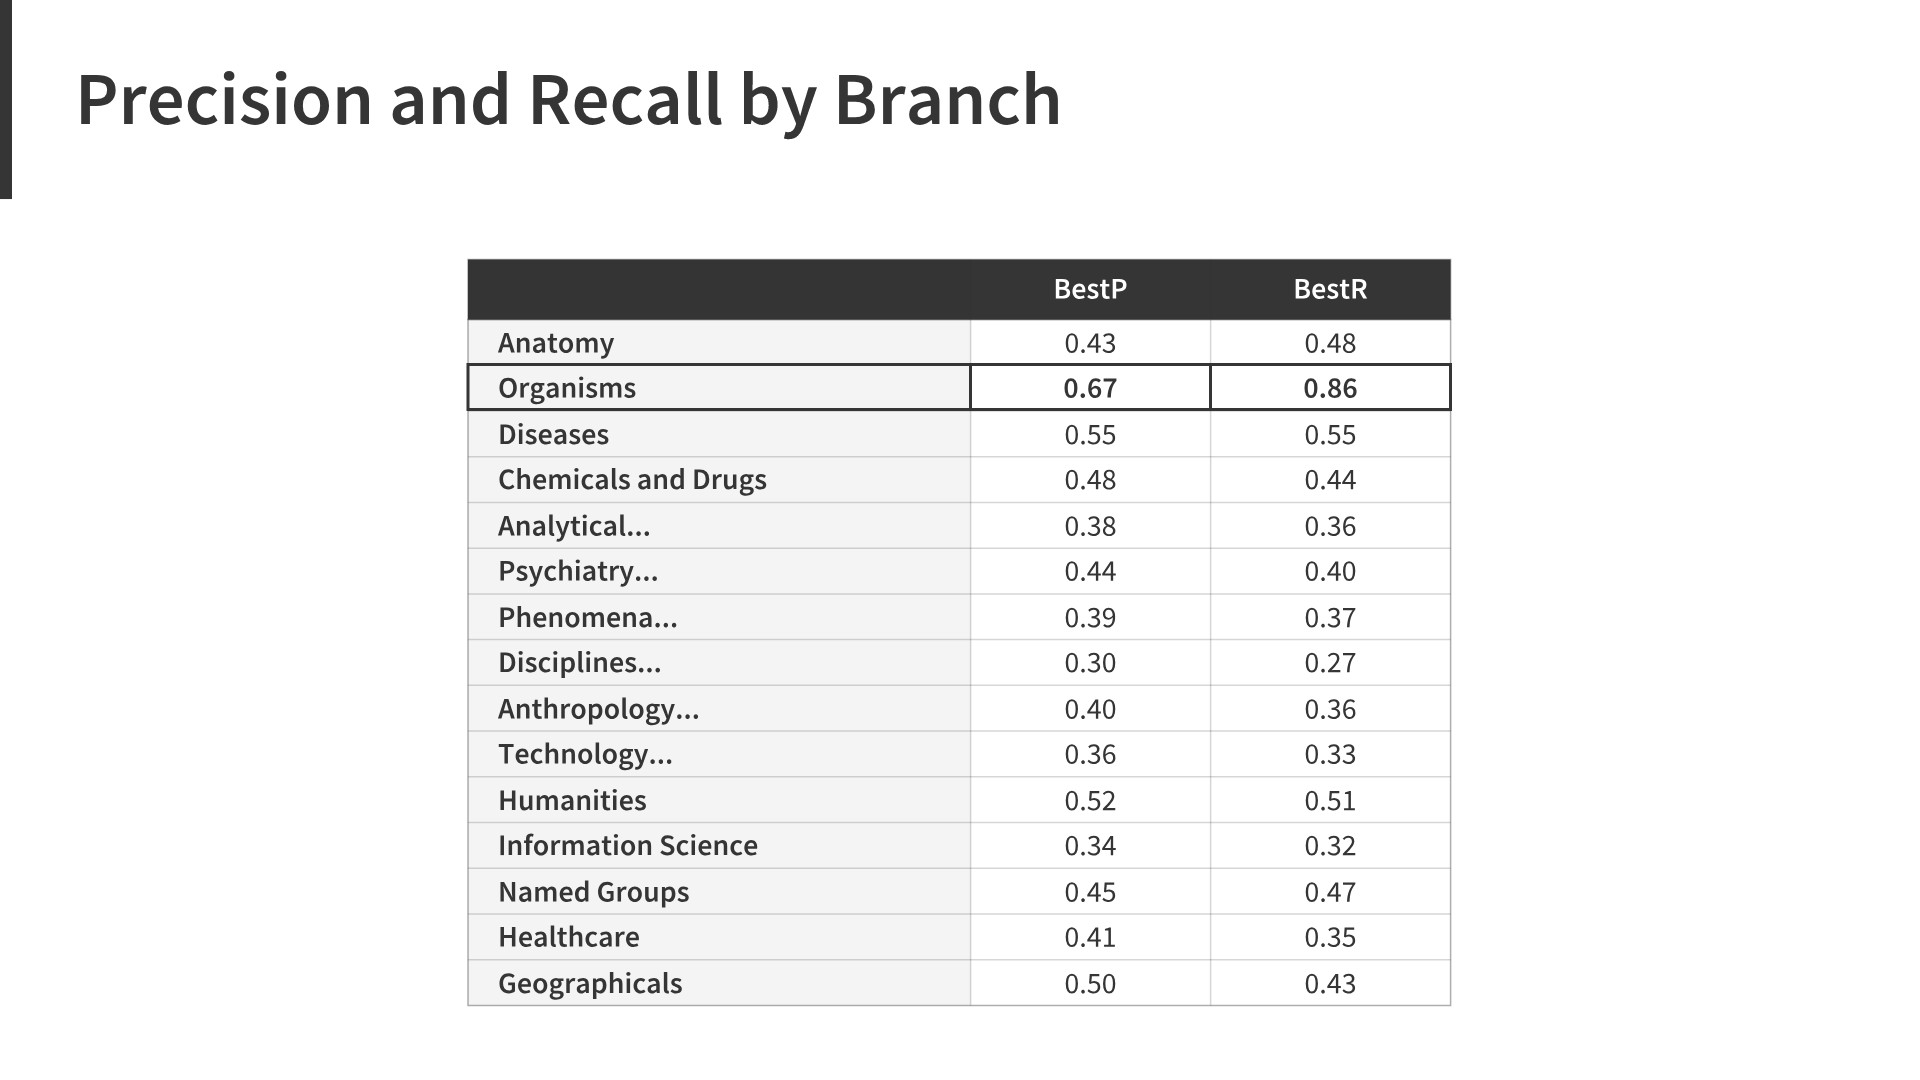 Precision and Recall by Branch
BestP BestR
Anatomy 0.43 0.48
Organisms 0.67 0.86
Diseases 0.55 0.55
Chemicals and Drugs 0.48 0.44
Analytical... 0.38 0.36
Psychiatry... 0.44 0.40
Phenomena... 0.39 0.37
Disciplines... 0.30 0.27
Anthropology... 0.40 0.36
Technology... 0.36 0.33
Humanities 0.52 0.51
Information Science 0.34 0.32
Named Groups 0.45 0.47
Healthcare 0.41 0.35
Geographicals 0.50 0.43